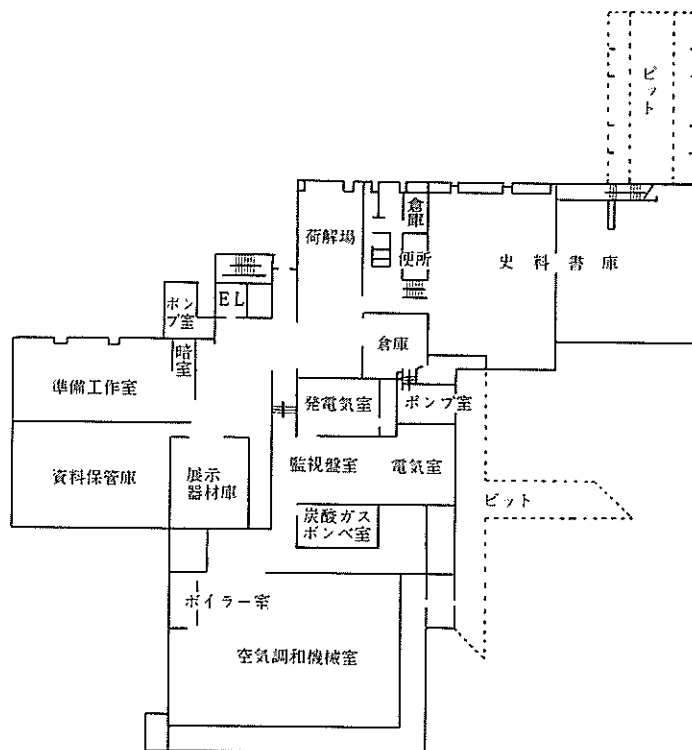 ピット
倉庫
荷解場
便所
史料書庫
EL
ポン
プ室
倉庫
暗室
準備工作室
発電気室
ポンプ室
監視盤室
電気室
資料保管庫
展示
器材庫
ピット
炭酸ガス
ボンベ室
ボイラー室
空気調和機械室